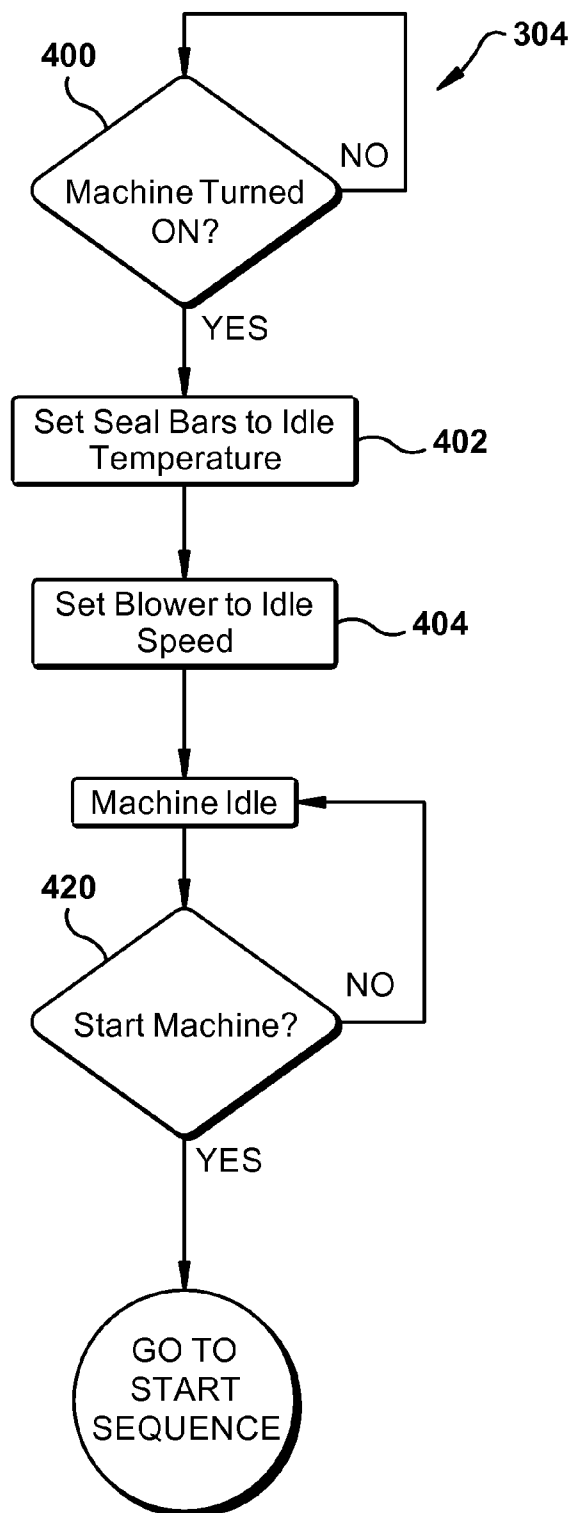 304
400
NO
Machine Turned
ON?
YES
Set Seal Bars to Idle
Temperature
402
Set Blower to Idle
Speed
404
Machine Idle
420
NO
Start Machine?
YES
GO TO
START
SEQUENCE